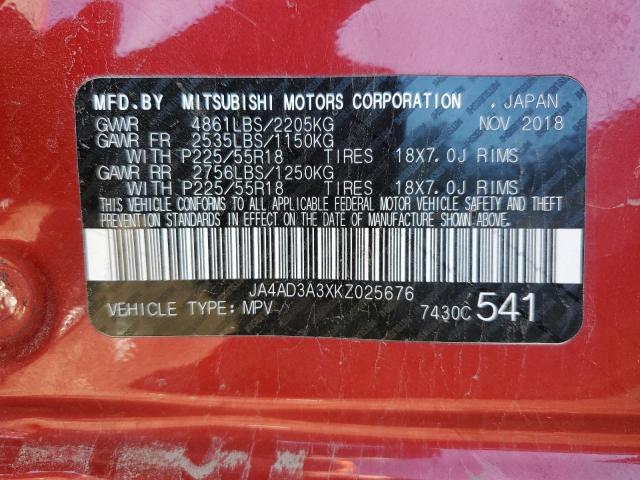 MFD.BY MITSUBISHI MOTORS CORPORATION , JAPAN
GVWR 4861LBS/2205KG NOV 2018
GAWR FR 2535LBS/1150KG
WITH P225/55R18 TIRES 18X7.0J RIMS
GAWR RR 2756LBS/1250KG
WITH P225/55R18 TIRES 18X7.0J RIMS
THIS VEHICLE CONFORMS TO ALL APPLICABLE FEDERAL MOTOR VEHICLE SAFETY AND THEFT
PREVENTION STANDARDS IN EFFECT ON THE DATE OF MANUFACTURE SHOWN ABOVE.
JA4AD3A3XKZ025676
VEHICLE TYPE: MPV 7430C 541